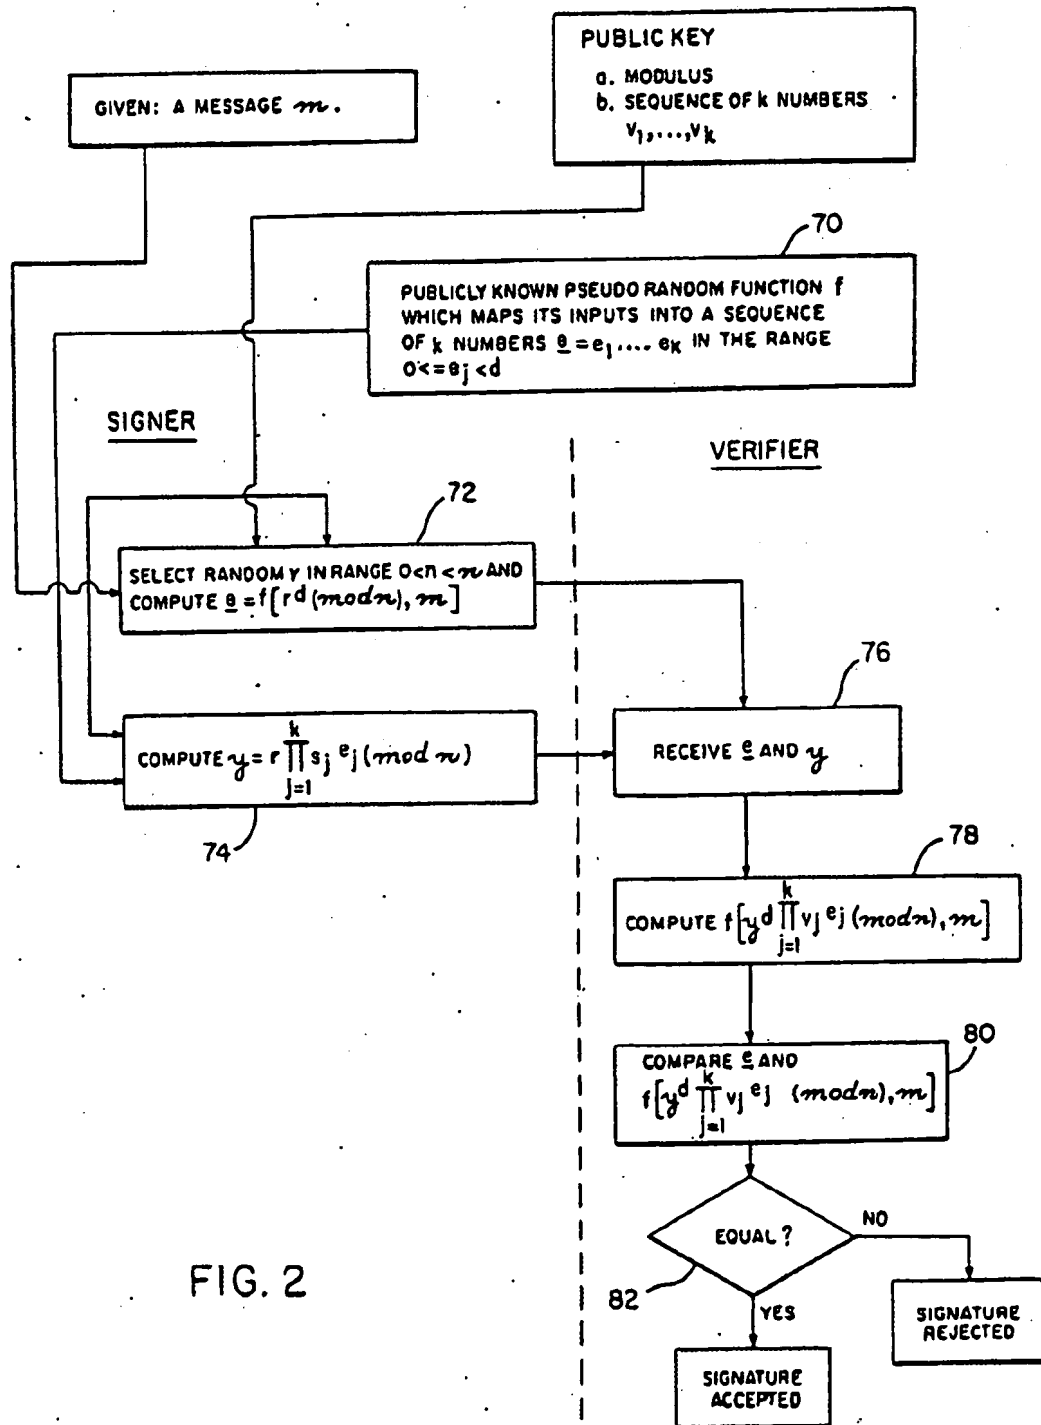 PUBLIC KEY
a. MODULUS
b. SEQUENCE OF k NUMBERS
v1,...,vk
GIVEN: A MESSAGE m.
70
PUBLICLY KNOWN PSEUDO RANDOM FUNCTION f
WHICH MAPS ITS INPUTS INTO A SEQUENCE
OF k NUMBERS e = e1.... ek IN THE RANGE
0<=ej<d
SIGNER
VERIFIER
72
SELECT RANDOM r IN RANGE 0<n<n AND
COMPUTE e = f[r^d (mod n), m]
76
COMPUTE y = r ∏ (j=1 to k) sj^ej (mod n)
RECEIVE e AND y
74
78
COMPUTE f[y^d ∏ (j=1 to k) vj^ej (mod n), m]
80
COMPARE e AND
f[y^d ∏ (j=1 to k) vj^ej (mod n), m]
EQUAL?
NO
82
YES
FIG. 2
SIGNATURE
REJECTED
SIGNATURE
ACCEPTED